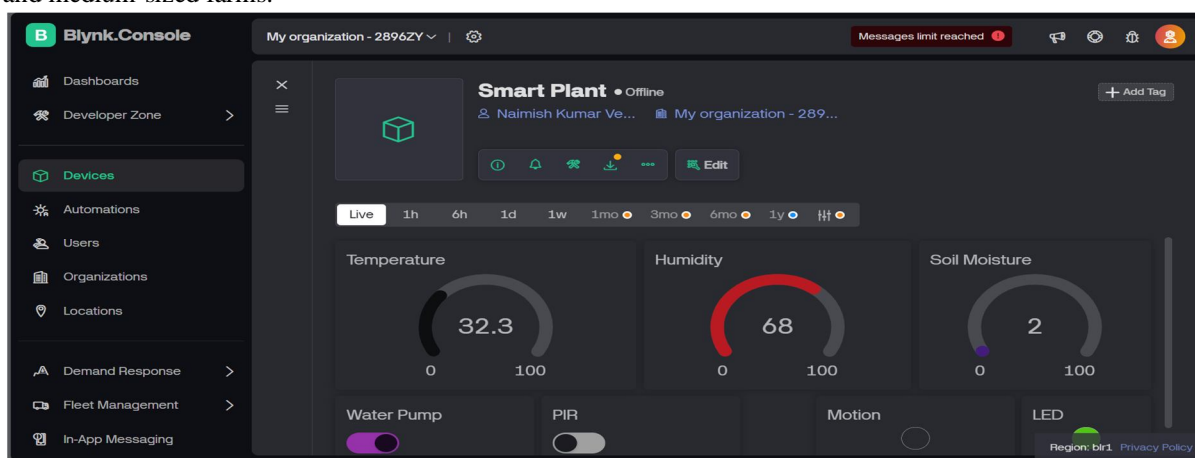 and medium-sized farms.
B Blynk.Console
My organization - 2896ZY
Messages limit reached
Dashboards
Developer Zone
Devices
Automations
Users
Organizations
Locations
Demand Response
Fleet Management
In-App Messaging
Smart Plant • Offline
Naimish Kumar Ve... My organization - 289...
Add Tag
Edit
Live 1h 6h 1d 1w 1mo 3mo 6mo 1y
Temperature
32.3
0 100
Humidity
68
0 100
Soil Moisture
2
0 100
Water Pump
PIR
Motion
LED
Region: blr1 Privacy Policy